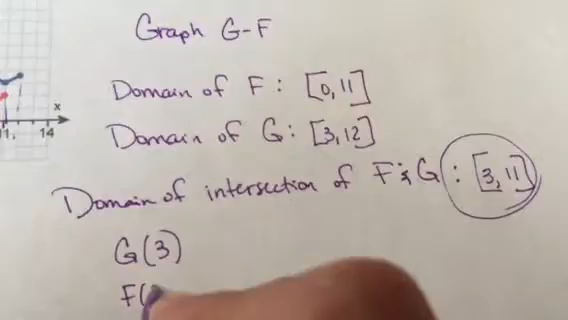 Graph G-F
Domain of F: [0,11]
Domain of G: [3,12]
x
11, 14
Domain of intersection of F & G: [3,11]
G(3)
F(